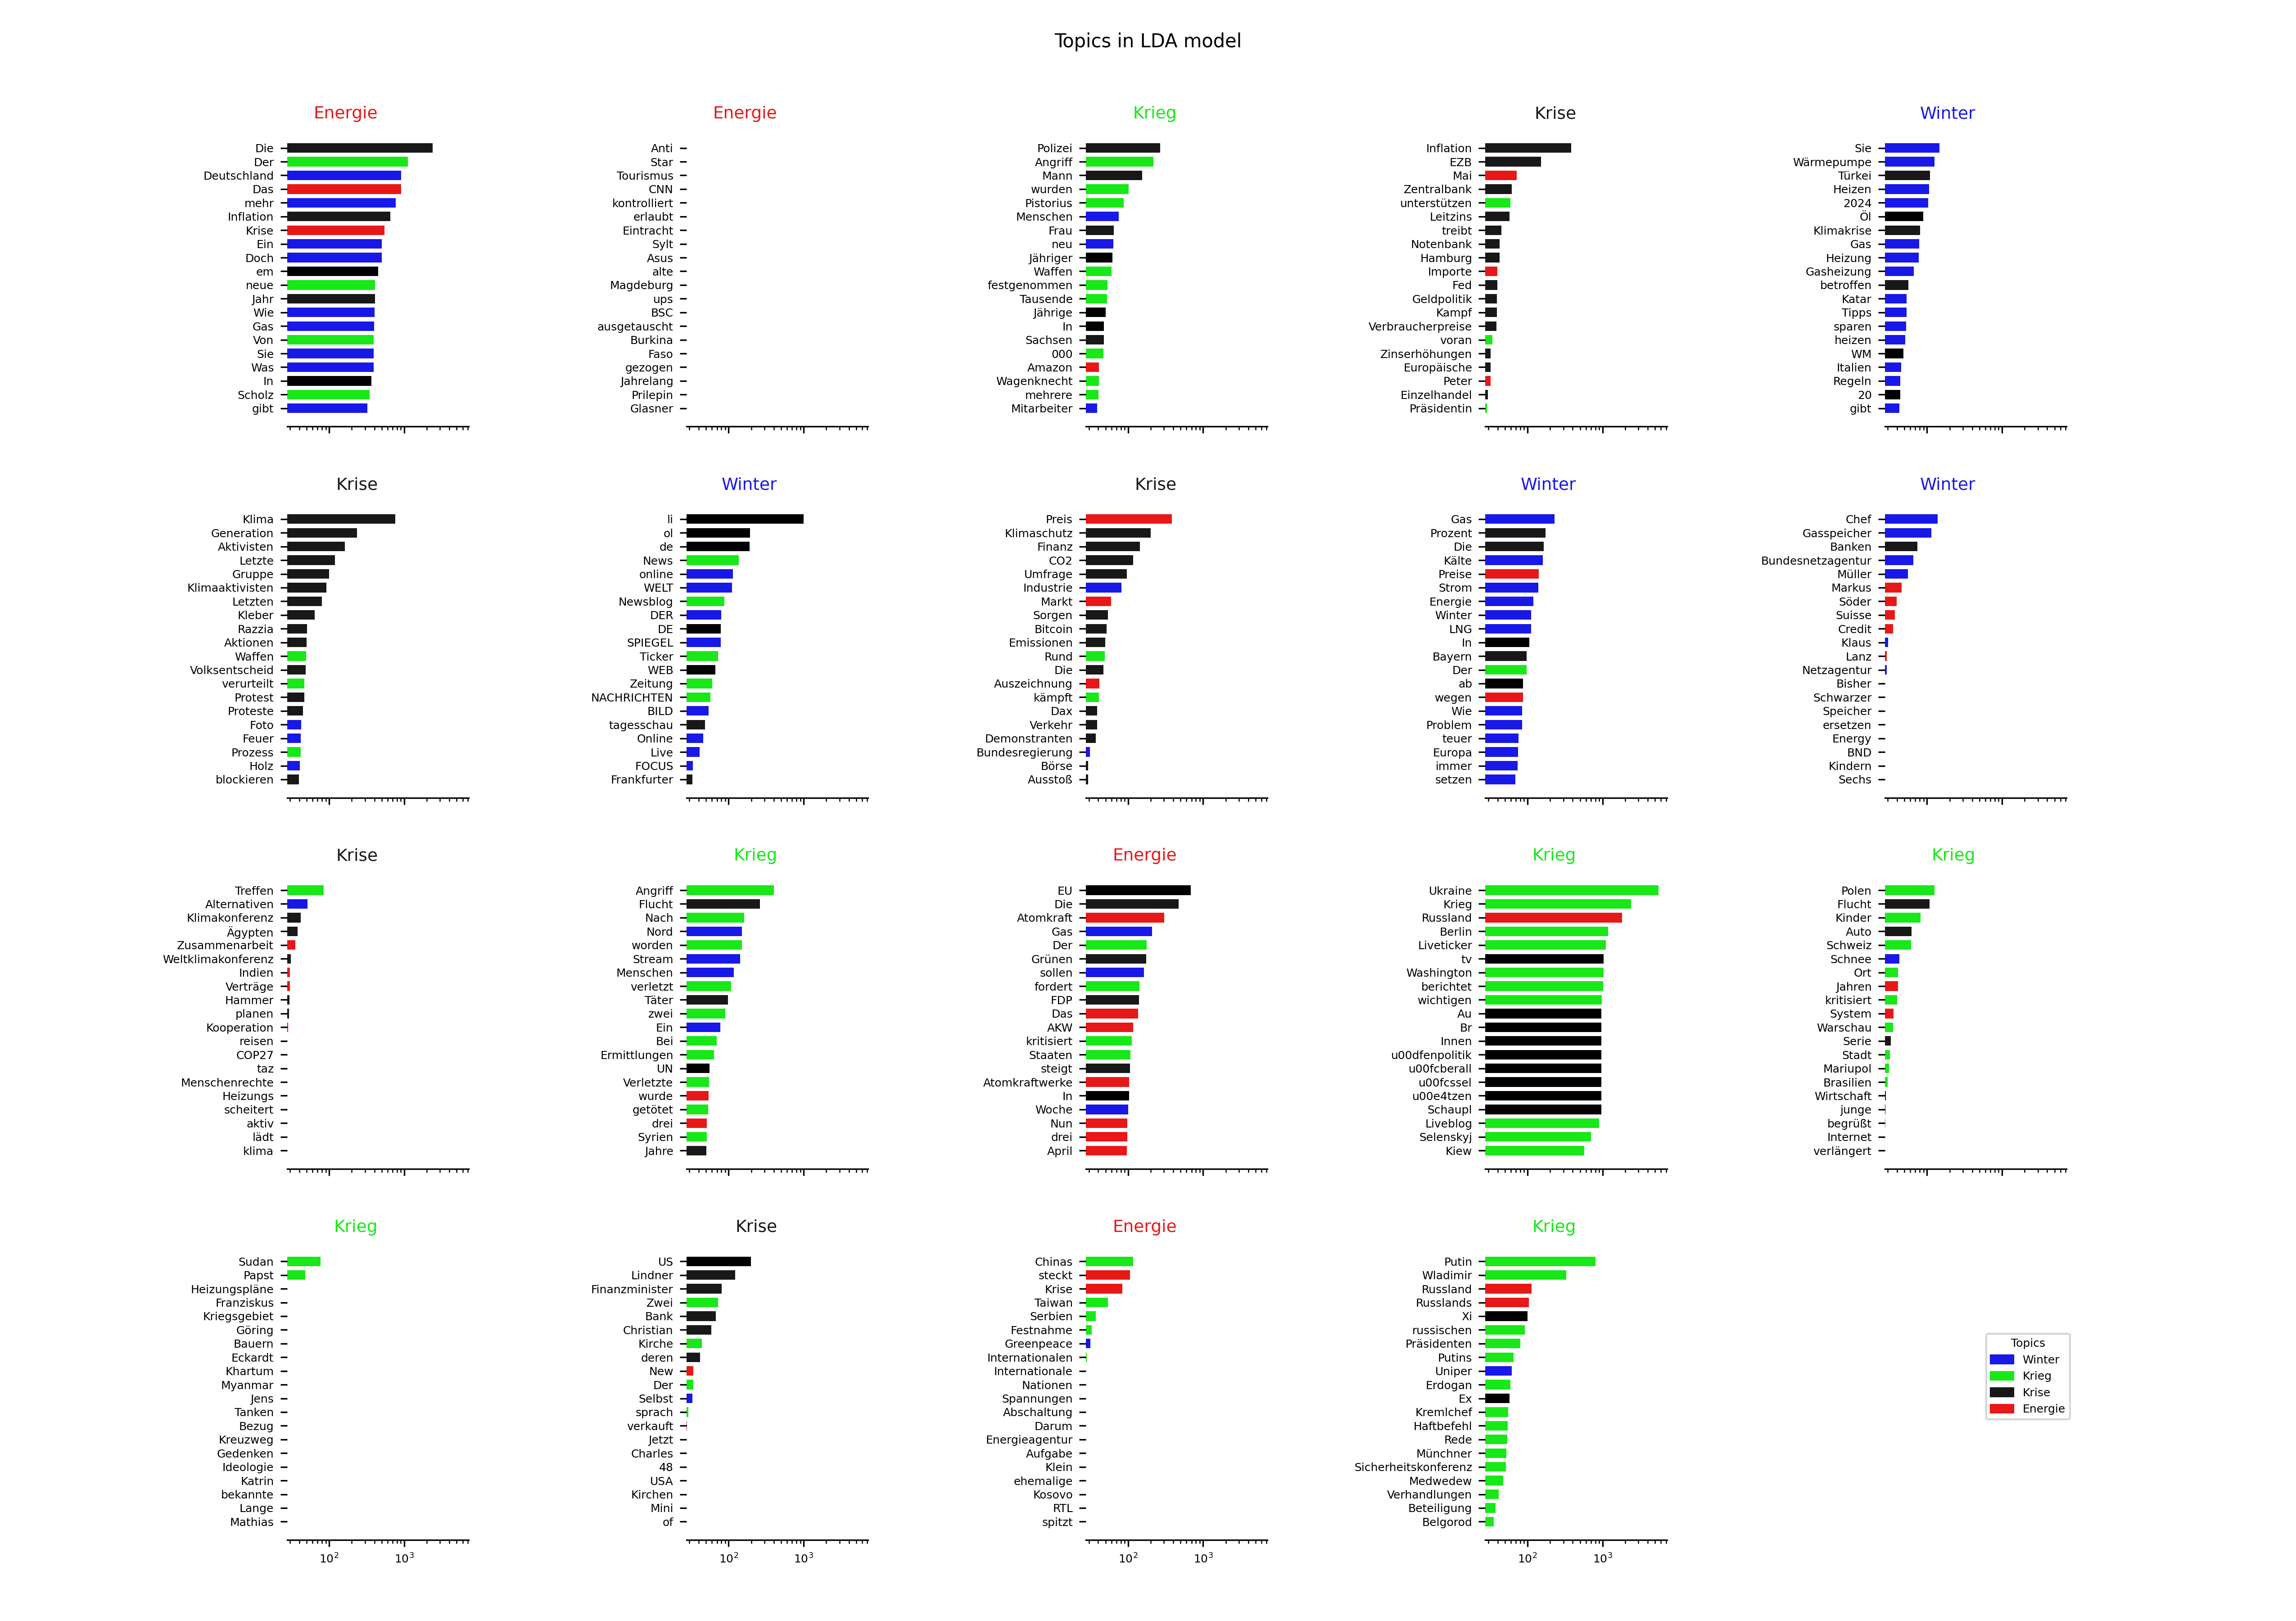 Topics in LDA model
Energie
Die
Der
Deutschland
Das
mehr
Inflation
Krise
Ein
Doch
em
neue
Jahr
Wie
Gas
Von
Sie
Was
In
Scholz
gibt
Energie
Anti
Star
Tourismus
CNN
kontrolliert
erlaubt
Eintracht
Sylt
Asus
alte
Magdeburg
ups
BSC
ausgetauscht
Burkina
Faso
gezogen
Jahrelang
Prilepin
Glasner
Krieg
Polizei
Angriff
Mann
wurden
Pistorius
Menschen
Frau
neu
Jähriger
Waffen
festgenommen
Tausende
Jährige
In
Sachsen
000
Amazon
Wagenknecht
mehrere
Mitarbeiter
Krise
Inflation
EZB
Mai
Zentralbank
unterstützen
Leitzins
treibt
Notenbank
Hamburg
Importe
Fed
Geldpolitik
Kampf
Verbraucherpreise
voran
Zinserhöhungen
Europäische
Peter
Einzelhandel
Präsidentin
Winter
Sie
Wärmepumpe
Türkei
Heizen
2024
Öl
Klimakrise
Gas
Heizung
Gasheizung
betroffen
Katar
Tipps
sparen
heizen
WM
Italien
Regeln
20
gibt
Krise
Klima
Generation
Aktivisten
Letzte
Gruppe
Klimaaktivisten
Letzten
Kleber
Razzia
Aktionen
Waffen
Volksentscheid
verurteilt
Protest
Proteste
Foto
Feuer
Prozess
Holz
blockieren
Winter
li
ol
de
News
online
WELT
Newsblog
DER
DE
SPIEGEL
Ticker
WEB
Zeitung
NACHRICHTEN
BILD
tagesschau
Online
Live
FOCUS
Frankfurter
Krise
Preis
Klimaschutz
Finanz
CO2
Umfrage
Industrie
Markt
Sorgen
Bitcoin
Emissionen
Rund
Die
Auszeichnung
kämpft
Dax
Verkehr
Demonstranten
Bundesregierung
Börse
Ausstoß
Winter
Gas
Prozent
Die
Kälte
Preise
Strom
Energie
Winter
LNG
In
Bayern
Der
ab
wegen
Wie
Problem
teuer
Europa
immer
setzen
Winter
Chef
Gasspeicher
Banken
Bundesnetzagentur
Müller
Markus
Söder
Suisse
Credit
Klaus
Lanz
Netzagentur
Bisher
Schwarzer
Speicher
ersetzen
Energy
BND
Kindern
Sechs
Krise
Treffen
Alternativen
Klimakonferenz
Ägypten
Zusammenarbeit
Weltklimakonferenz
Indien
Verträge
Hammer
planen
Kooperation
reisen
COP27
taz
Menschenrechte
Heizungs
scheitert
aktiv
lädt
klima
Krieg
Angriff
Flucht
Nach
Nord
worden
Stream
Menschen
verletzt
Täter
zwei
Ein
Bei
Ermittlungen
UN
Verletzte
wurde
getötet
drei
Syrien
Jahre
Energie
EU
Die
Atomkraft
Gas
Der
Grünen
sollen
fordert
FDP
Das
AKW
kritisiert
Staaten
steigt
Atomkraftwerke
In
Woche
Nun
drei
April
Krieg
Ukraine
Krieg
Russland
Berlin
Liveticker
tv
Washington
berichtet
wichtigen
Au
Br
Innen
u00dfenpolitik
u00fcberall
u00fcssel
u00e4tzen
Schaupl
Liveblog
Selenskyj
Kiew
Krieg
Polen
Flucht
Kinder
Auto
Schweiz
Schnee
Ort
Jahren
kritisiert
System
Warschau
Serie
Stadt
Mariupol
Brasilien
Wirtschaft
junge
begrüßt
Internet
verlängert
Krieg
Sudan
Papst
Heizungspläne
Franziskus
Kriegsgebiet
Göring
Bauern
Eckardt
Khartum
Myanmar
Jens
Tanken
Bezug
Kreuzweg
Gedenken
Ideologie
Katrin
bekannte
Lange
Mathias
10² 10³
Krise
US
Lindner
Finanzminister
Zwei
Bank
Christian
Kirche
deren
New
Der
Selbst
sprach
verkauft
Jetzt
Charles
48
USA
Kirchen
Mini
of
10² 10³
Energie
Chinas
steckt
Krise
Taiwan
Serbien
Festnahme
Greenpeace
Internationalen
Internationale
Nationen
Spannungen
Abschaltung
Darum
Energieagentur
Aufgabe
Klein
ehemalige
Kosovo
RTL
spitzt
10² 10³
Krieg
Putin
Wladimir
Russland
Russlands
Xi
russischen
Präsidenten
Putins
Uniper
Erdogan
Ex
Kremlchef
Haftbefehl
Rede
Münchner
Sicherheitskonferenz
Medwedew
Verhandlungen
Beteiligung
Belgorod
10² 10³
Topics
Winter
Krieg
Krise
Energie